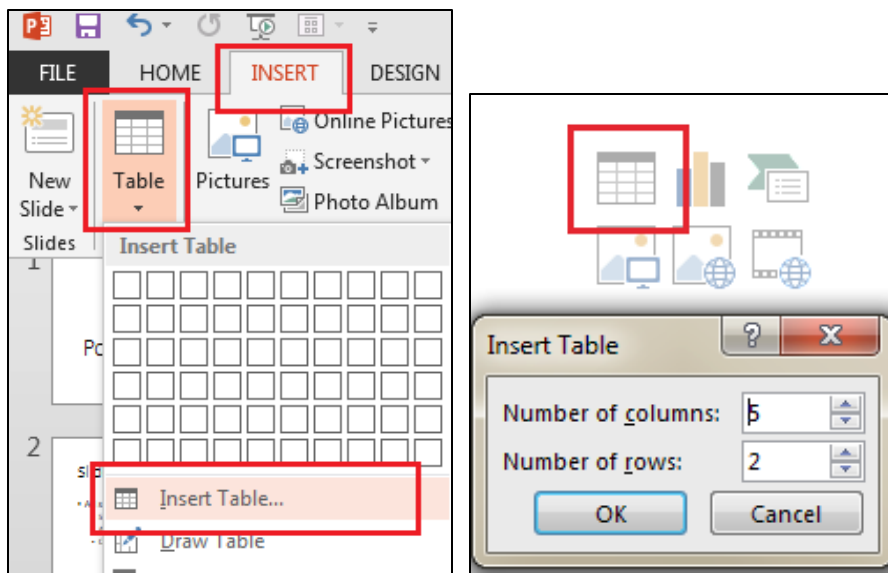 FILE HOME INSERT DESIGN
New Slide
Table
Pictures
Online Pictures
Screenshot
Photo Album
Slides
Insert Table
1
2
Insert Table...
Draw Table
Insert Table
Number of columns: 5
Number of rows: 2
OK Cancel